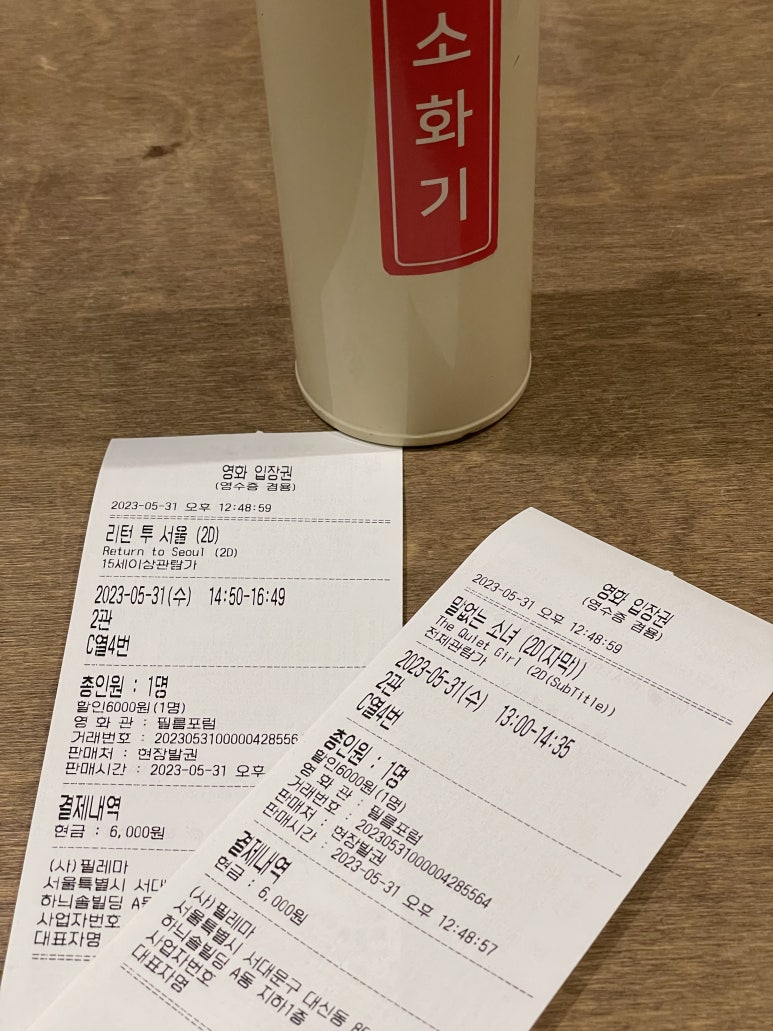 소
화
기
영화 입장권
(영수증 겸용)
2023-05-31 오후 12:48:59
리턴 투 서울 (2D)
Return to Seoul (2D)
15세이상관람가
2023-05-31(수) 14:50-16:49
2관
C열4번
총인원 : 1명
할인6000원(1명)
영 화 관 : 필름포럼
거래번호 : 2023053100000428556
판매처 : 현장발권
판매시간 : 2023-05-31 오후
결제내역
현금 : 6,000원
(사)필레마
서울특별시 서대
하늬솔빌딩 A동
사업자번호
대표자명
영화 입장권
(영수증 겸용)
2023-05-31 오후 12:48:59
말없는 소녀 (2D(자막))
The Quiet Girl (2D(SubTitle))
전체관람가
2023-05-31(수) 13:00-14:35
2관
C열4번
총인원 : 1명
할인6000원(1명)
영 화 관 : 필름포럼
거래번호 : 20230531000004285564
판매처 : 현장발권
판매시간 : 2023-05-31 오후 12:48:57
결제내역
현금 : 6,000원
(사)필레마
서울특별시 서대문구 대신동
하늬솔빌딩 A동 지하1층
사업자번호
대표자명